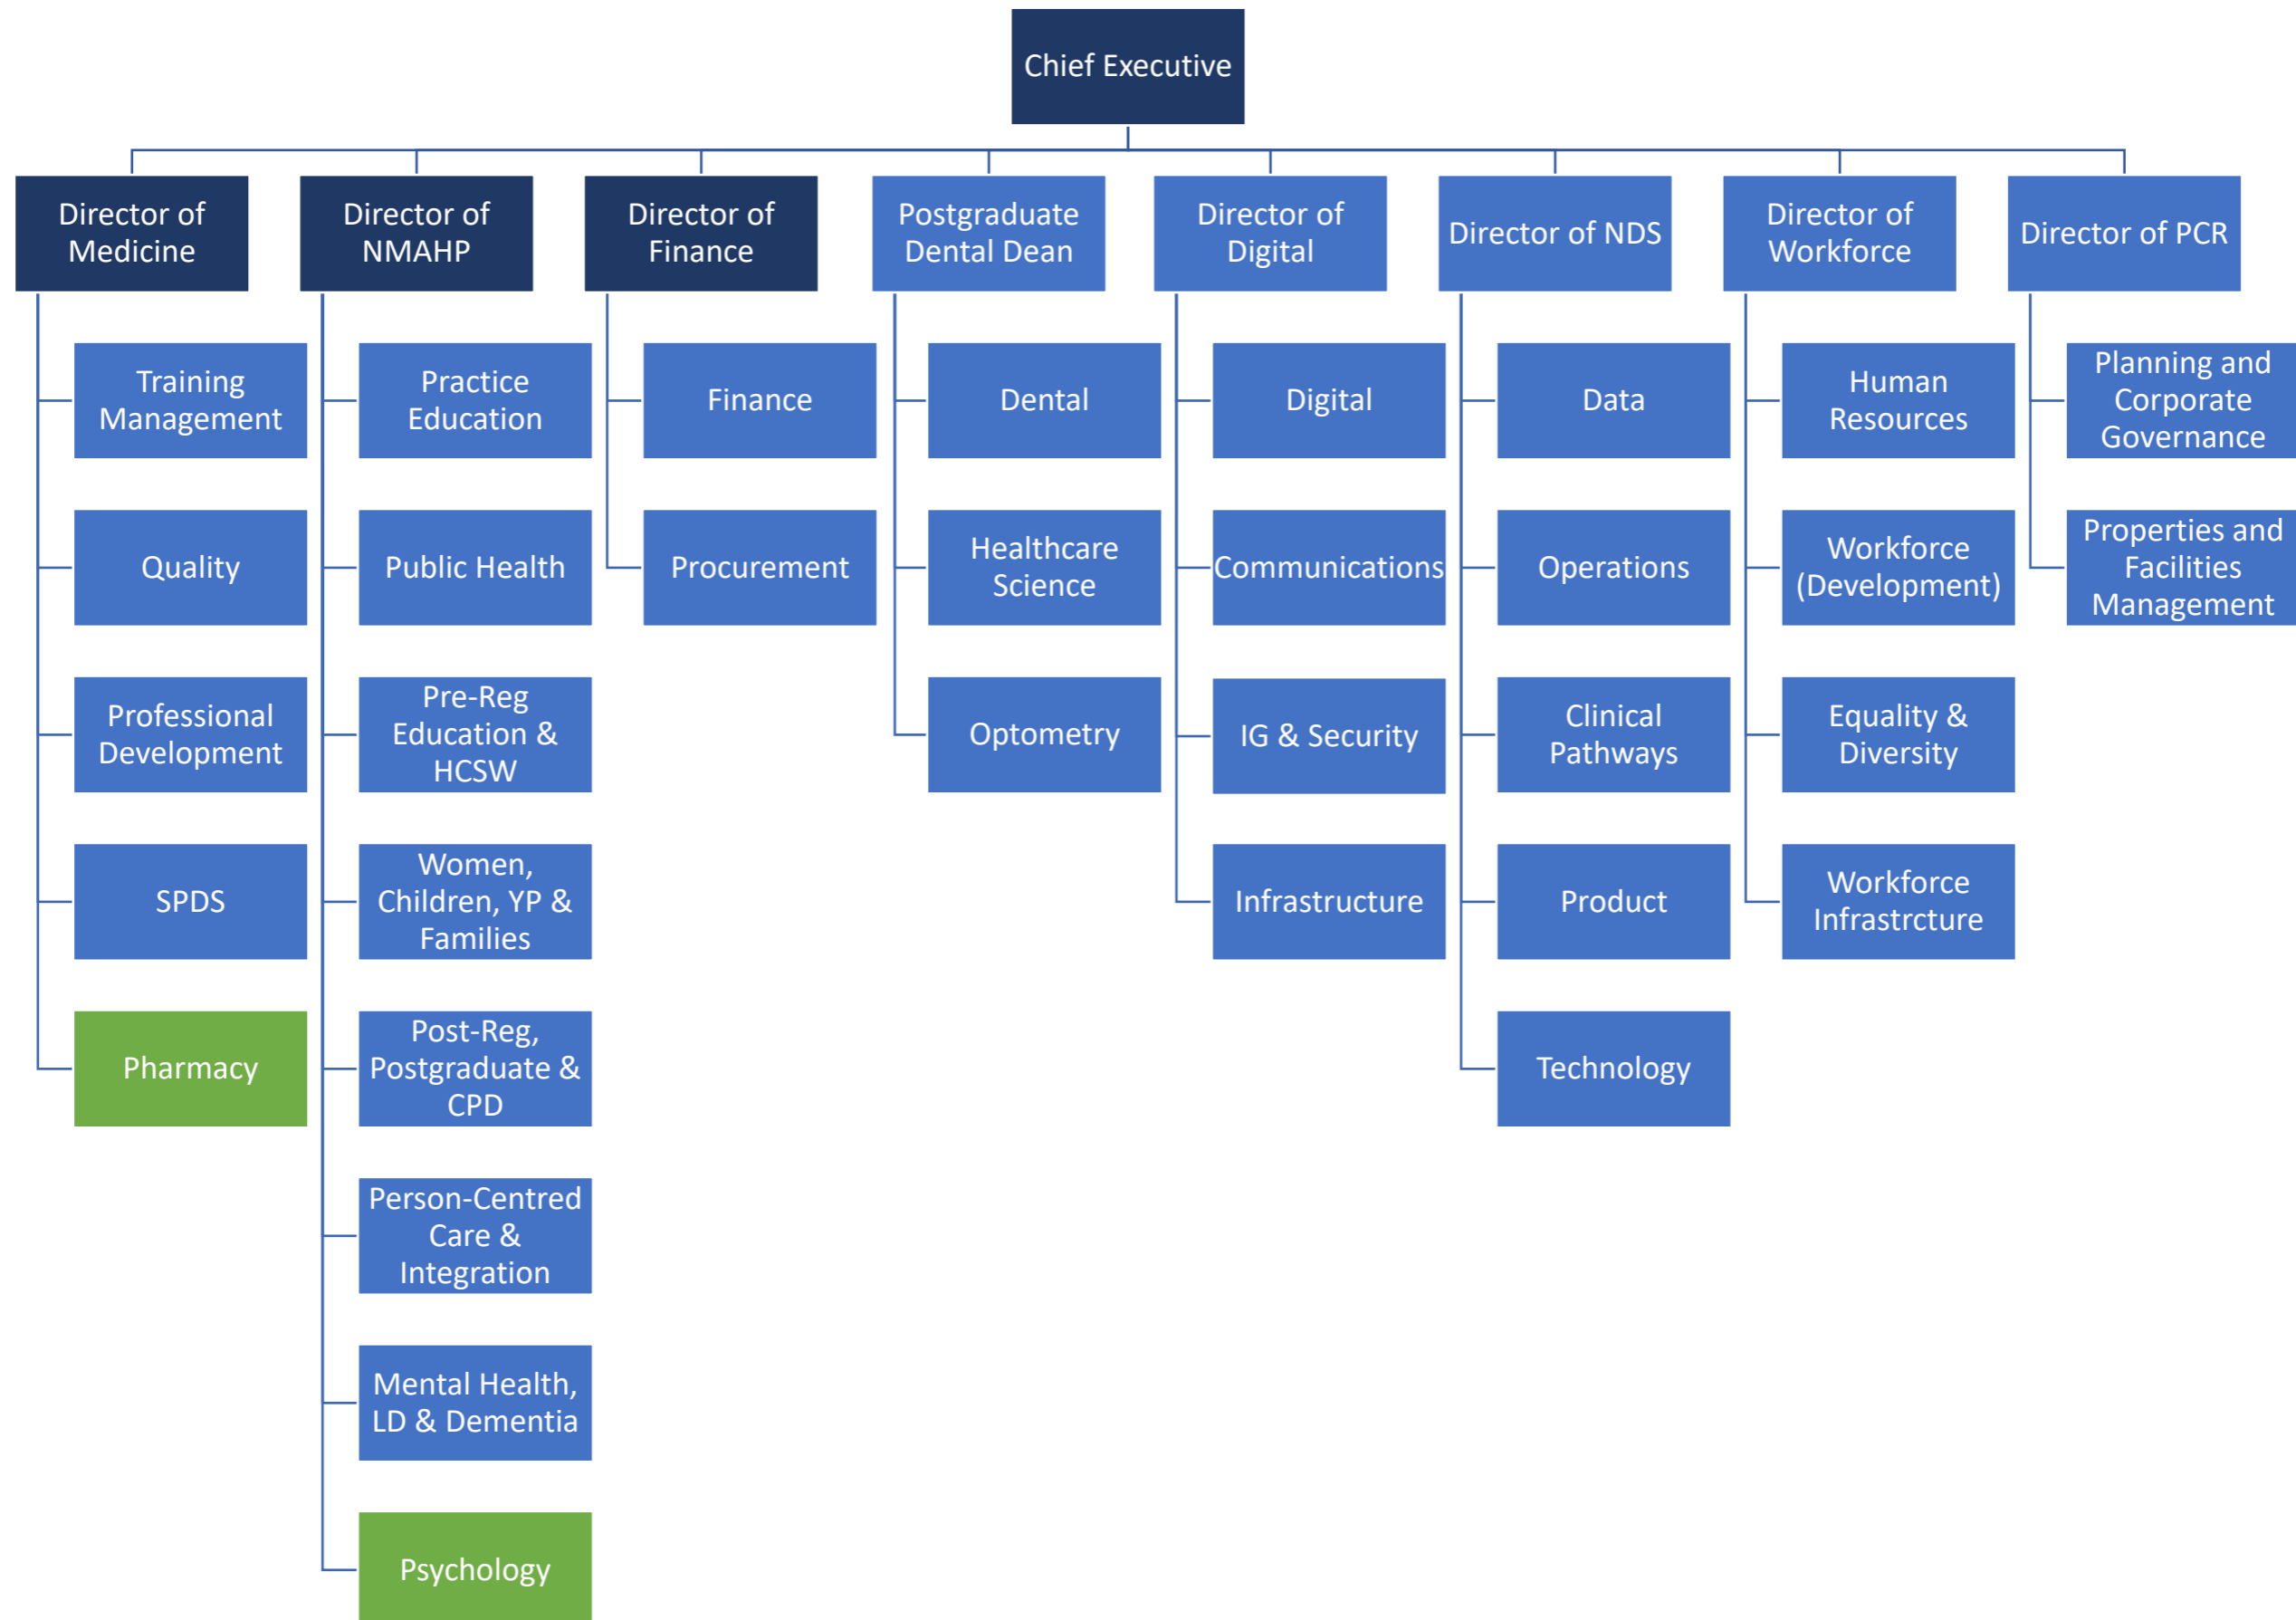 Chief Executive
Director of
Medicine
Director of
NMAHP
Director of
Finance
Postgraduate
Dental Dean
Director of
Digital
Director of NDS
Director of
Workforce
Director of PCR
Training
Management
Quality
Professional
Development
SPDS
Pharmacy
Practice
Education
Public Health
Pre-Reg
Education &
HCSW
Women,
Children, YP &
Families
Post-Reg,
Postgraduate &
CPD
Person-Centred
Care &
Integration
Mental Health,
LD & Dementia
Psychology
Finance
Procurement
Dental
Healthcare
Science
Optometry
Digital
Communications
IG & Security
Infrastructure
Data
Operations
Clinical
Pathways
Product
Technology
Human
Resources
Workforce
(Development)
Equality &
Diversity
Workforce
Infrastrcture
Planning and
Corporate
Governance
Properties and
Facilities
Management